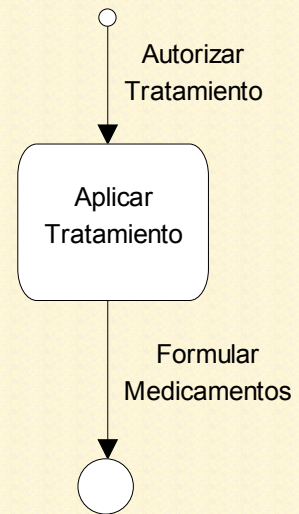 Autorizar
Tratamiento
Aplicar
Tratamiento
Formular
Medicamentos